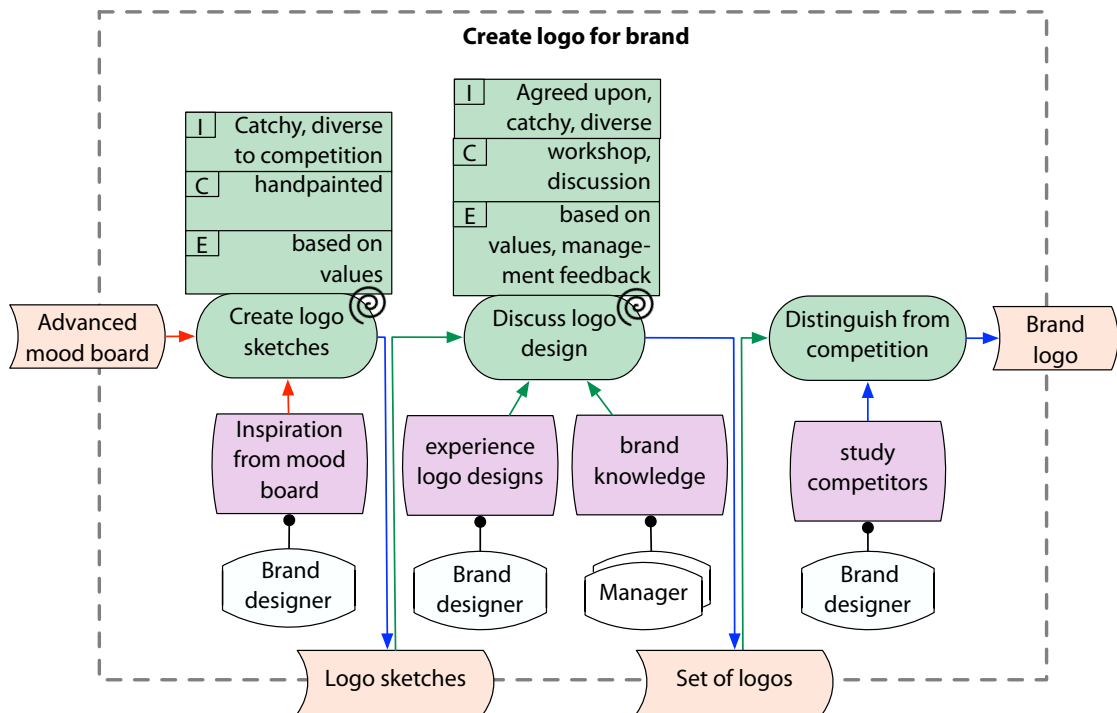 Create logo for brand
I
Catchy, diverse
to competition
C
handpainted
E
based on
values
I
Agreed upon,
catchy, diverse
C
workshop,
discussion
E
based on
values, manage-
ment feedback
Advanced
mood board
Create logo
sketches
Discuss logo
design
Distinguish from
competition
Brand
logo
Inspiration
from mood
board
experience
logo designs
brand
knowledge
study
competitors
Brand
designer
Brand
designer
Manager
Brand
designer
Logo sketches
Set of logos